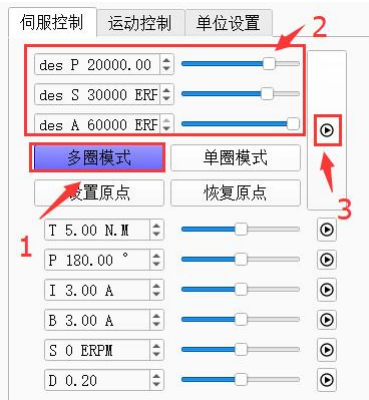 伺服控制 运动控制 单位设置
2
des P 20000.00
des S 30000 ERF
des A 60000 ERF
多圈模式 单圈模式
设置原点 恢复原点
1
3
T 5.00 N.M
P 180.00 °
I 3.00 A
B 3.00 A
S 0 ERPM
D 0.20